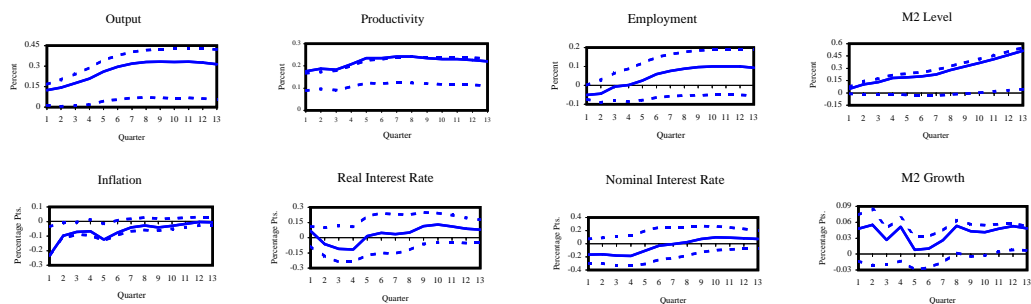 Output
Percent
0.45
0.3
0.15
0
1 2 3 4 5 6 7 8 9 10 11 12 13
Quarter
Productivity
Percent
0.3
0.2
0.1
0
1 2 3 4 5 6 7 8 9 10 11 12 13
Quarter
Employment
Percent
0.2
0.1
0
-0.1
1 2 3 4 5 6 7 8 9 10 11 12 13
Quarter
M2 Level
Percent
0.6
0.45
0.3
0.15
0
-0.15
1 2 3 4 5 6 7 8 9 10 11 12 13
Quarter
Inflation
Percentage Pts.
0.1
0
-0.1
-0.2
-0.3
1 2 3 4 5 6 7 8 9 10 11 12 13
Quarter
Real Interest Rate
Percentage Pts.
0.3
0.15
0
-0.15
-0.3
1 2 3 4 5 6 7 8 9 10 11 12 13
Quarter
Nominal Interest Rate
Percentage Pts.
0.4
0.2
0
-0.2
-0.4
1 2 3 4 5 6 7 8 9 10 11 12 13
Quarter
M2 Growth
Percentage Pts.
0.09
0.06
0.03
0
-0.03
1 2 3 4 5 6 7 8 9 10 11 12 13
Quarter